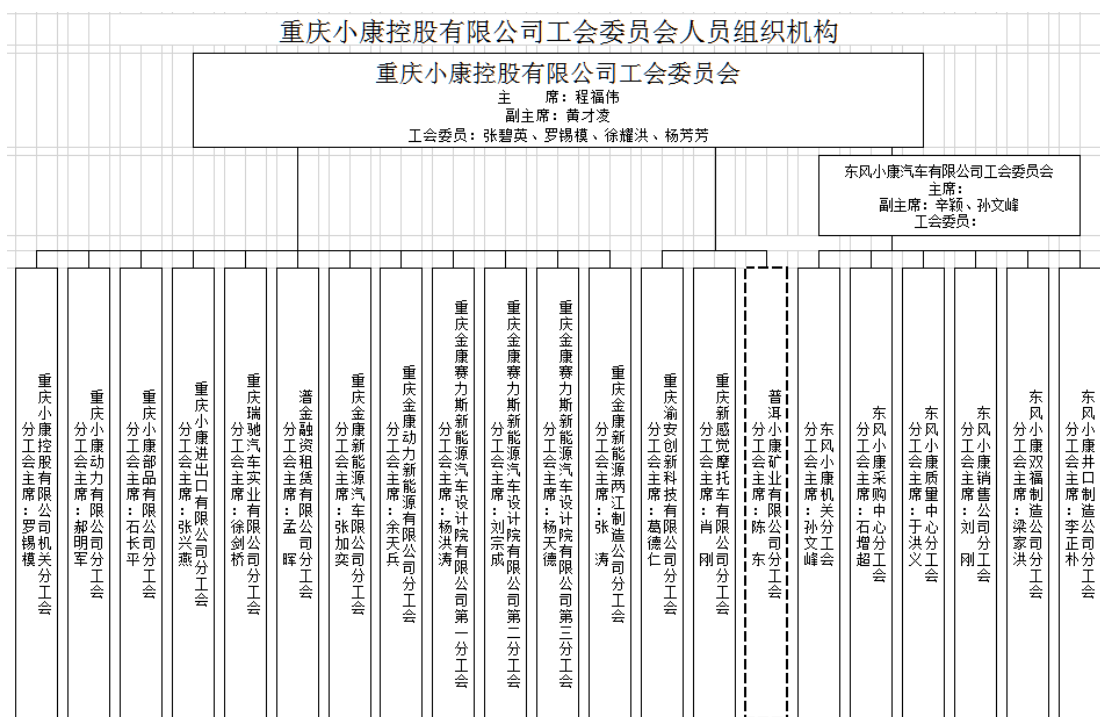 重庆小康控股有限公司工会委员会人员组织机构
重庆小康控股有限公司工会委员会
主 席：程福伟
副主席：黄才凌
工会委员：张碧英、罗锡模、徐耀洪、杨芳芳
东风小康汽车有限公司工会委员会
主席：
副主席：辛颖、孙文峰
工会委员：
重庆小康控股有限公司机关分工会
分工会主席：罗锡模
重庆小康动力有限公司分工会
分工会主席：郝明军
重庆小康部品有限公司分工会
分工会主席：石长平
重庆小康进出口有限公司分工会
分工会主席：张兴燕
重庆瑞驰汽车实业有限公司分工会
分工会主席：徐剑桥
潽金融资租赁有限公司分工会
分工会主席：孟 晖
重庆金康新能源汽车有限公司分工会
分工会主席：张加奕
重庆金康动力新能源有限公司分工会
分工会主席：余天兵
重庆金康赛力斯新能源汽车设计院有限公司第一分工会
分工会主席：杨洪涛
重庆金康赛力斯新能源汽车设计院有限公司第二分工会
分工会主席：刘宗成
重庆金康赛力斯新能源汽车设计院有限公司第三分工会
分工会主席：杨天德
重庆金康新能源两江制造公司分工会
分工会主席：张 涛
重庆渝安创新科技有限公司分工会
分工会主席：葛德仁
重庆新感觉摩托车有限公司分工会
分工会主席：肖 刚
普洱小康矿业有限公司分工会
分工会主席：陈 东
东风小康机关分工会
分工会主席：孙文峰
东风小康采购中心分工会
分工会主席：石增超
东风小康质量中心分工会
分工会主席：于洪义
东风小康销售公司分工会
分工会主席：刘 刚
东风小康双福制造公司分工会
分工会主席：梁家洪
东风小康井口制造公司分工会
分工会主席：李正朴